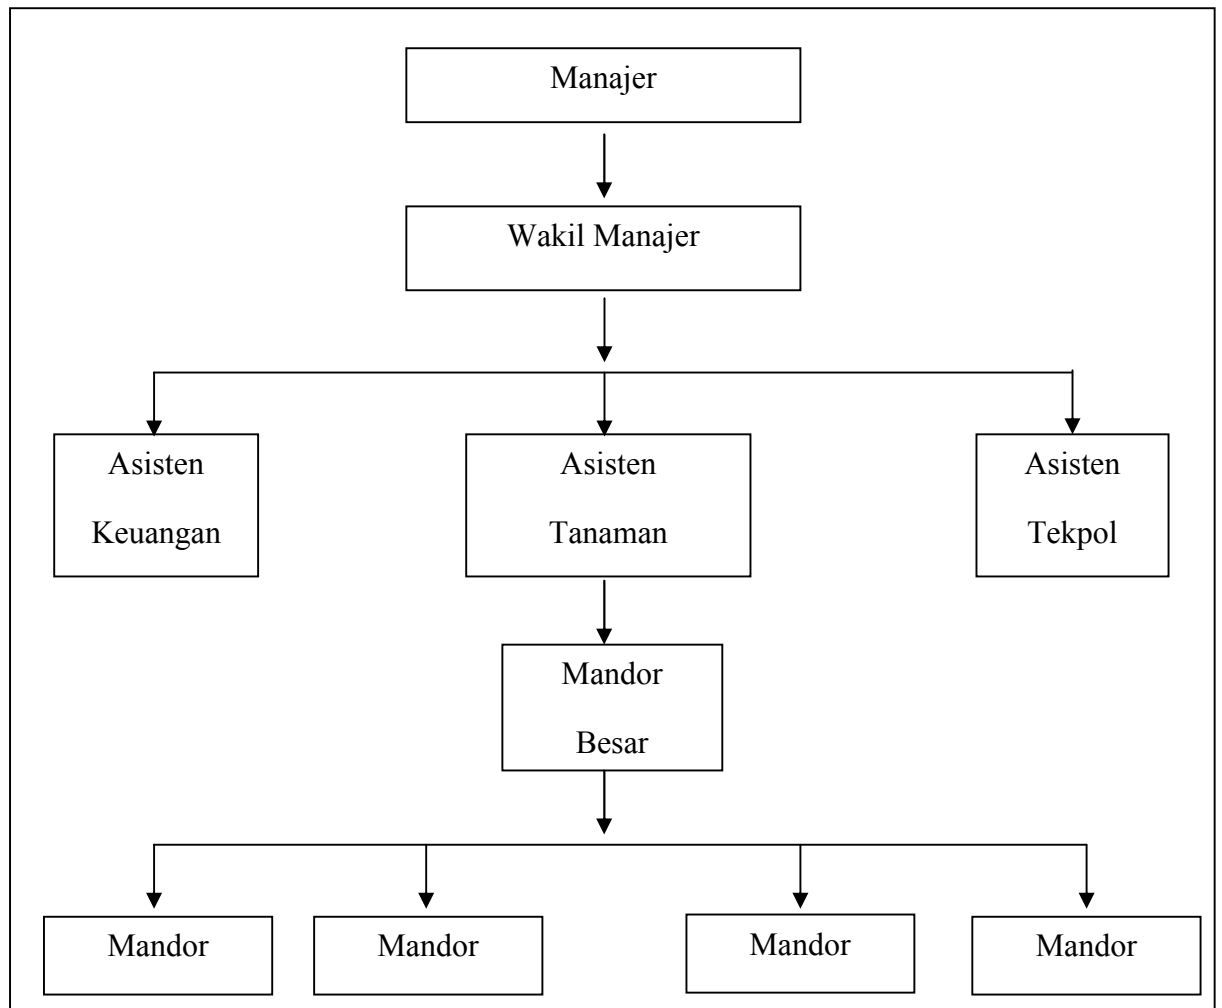 Manajer
Wakil Manajer
Asisten
Keuangan
Asisten
Tanaman
Asisten
Tekpol
Mandor
Besar
Mandor
Mandor
Mandor
Mandor